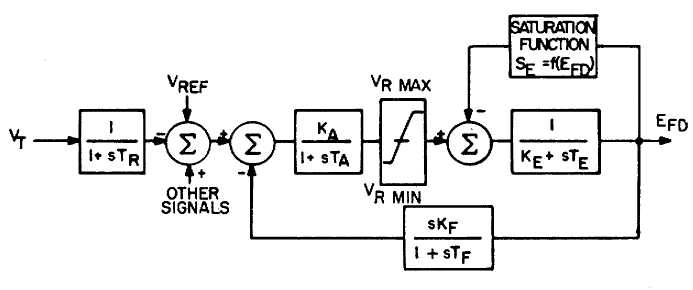 SATURATION
FUNCTION
S_E = f(E_FD)
V_REF
V_R MAX
V_T
1
1+ sT_R
-
Σ
+
+
Σ
-
K_A
1 + sT_A
+
-
Σ
1
K_E + sT_E
E_FD
OTHER
SIGNALS
V_R MIN
sK_F
1 + sT_F